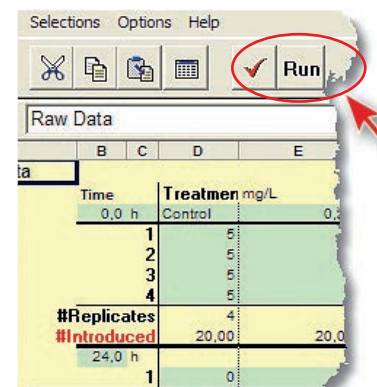 Selections Options Help
Run
Raw Data
B C D E
ta
Time Treatmen mg/L
0,0 h Control 0,
1 5
2 5
3 5
4 5
#Replicates 4
#Introduced 20,00 20,0
24,0 h
1 0